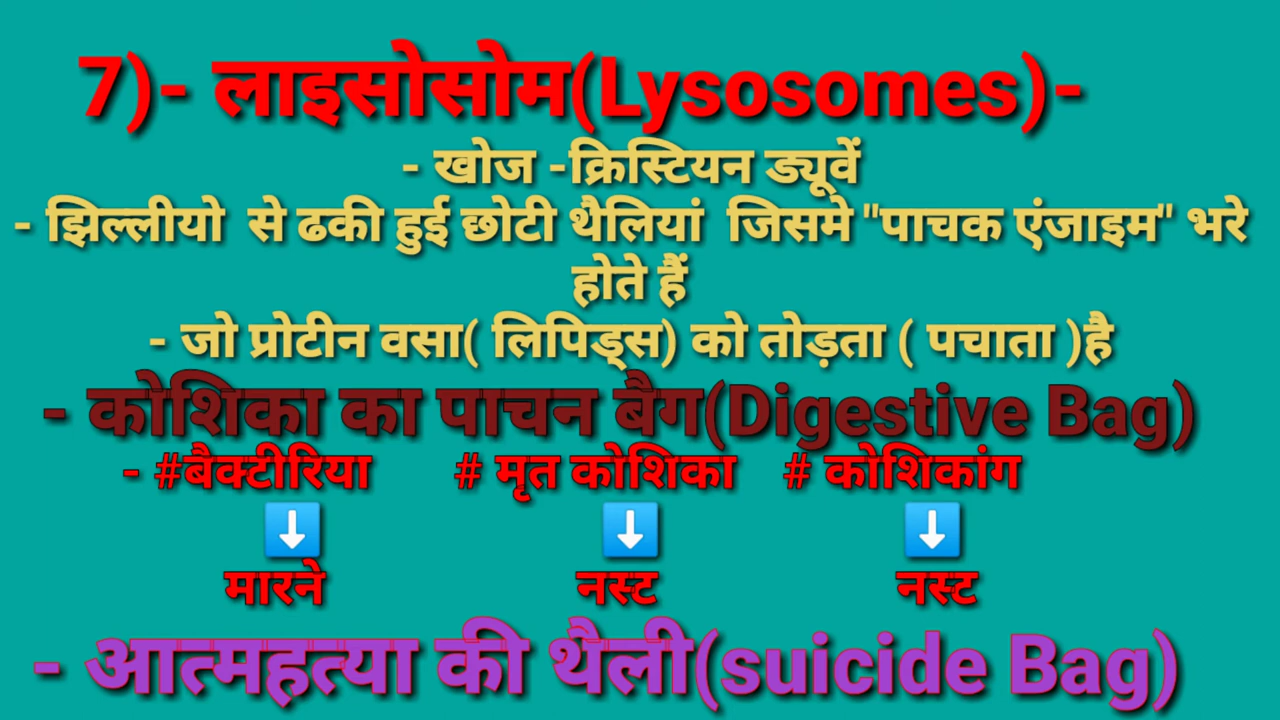 7)- लाइसोसोम(Lysosomes)-
- खोज -क्रिस्टियन ड्यूवें
- झिल्लीयो से ढकी हुई छोटी थैलियां जिसमे "पाचक एंजाइम" भरे
होते हैं
- जो प्रोटीन वसा( लिपिड्स) को तोड़ता ( पचाता )है
- कोशिका का पाचन बैग(Digestive Bag)
- #बैक्टीरिया # मृत कोशिका # कोशिकांग
⬇️ ⬇️ ⬇️
मारने नस्ट नस्ट
- आत्महत्या की थैली(suicide Bag)